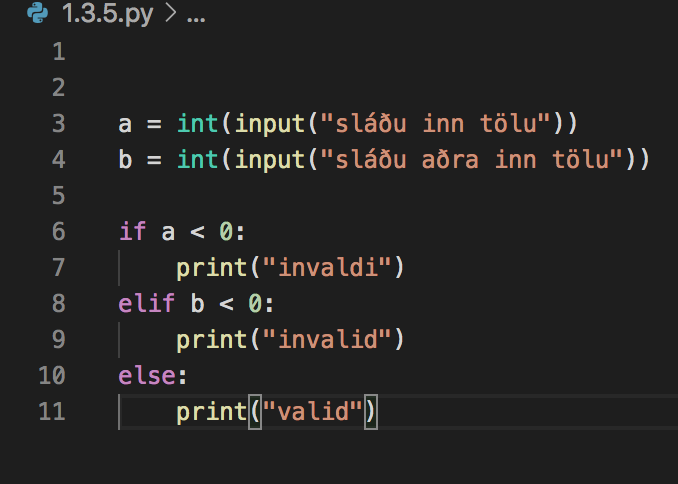 1.3.5.py > ...
1
2
3 a = int(input("sláðu inn tölu"))
4 b = int(input("sláðu aðra inn tölu"))
5
6 if a < 0:
7 print("invaldi")
8 elif b < 0:
9 print("invalid")
10 else:
11 print("valid")